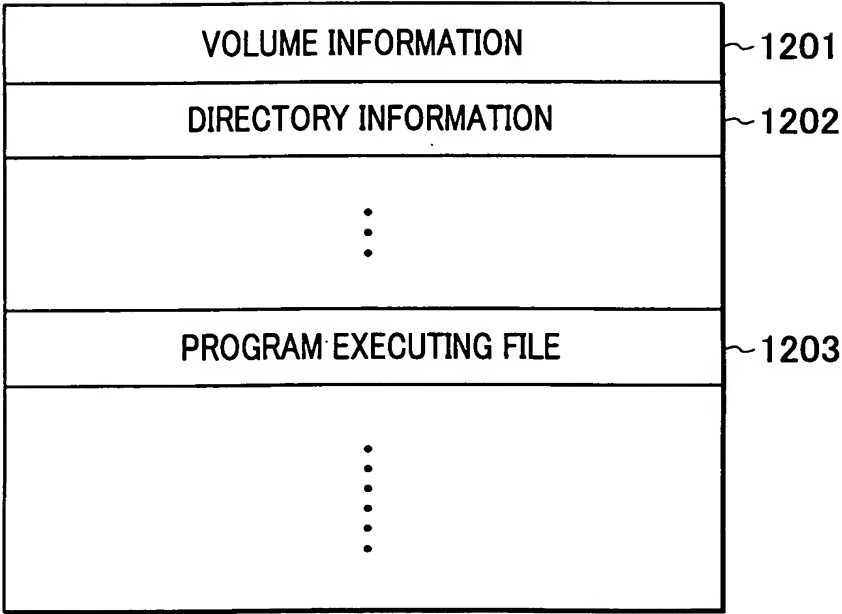 VOLUME INFORMATION ~1201
DIRECTORY INFORMATION ~1202
PROGRAM EXECUTING FILE ~1203